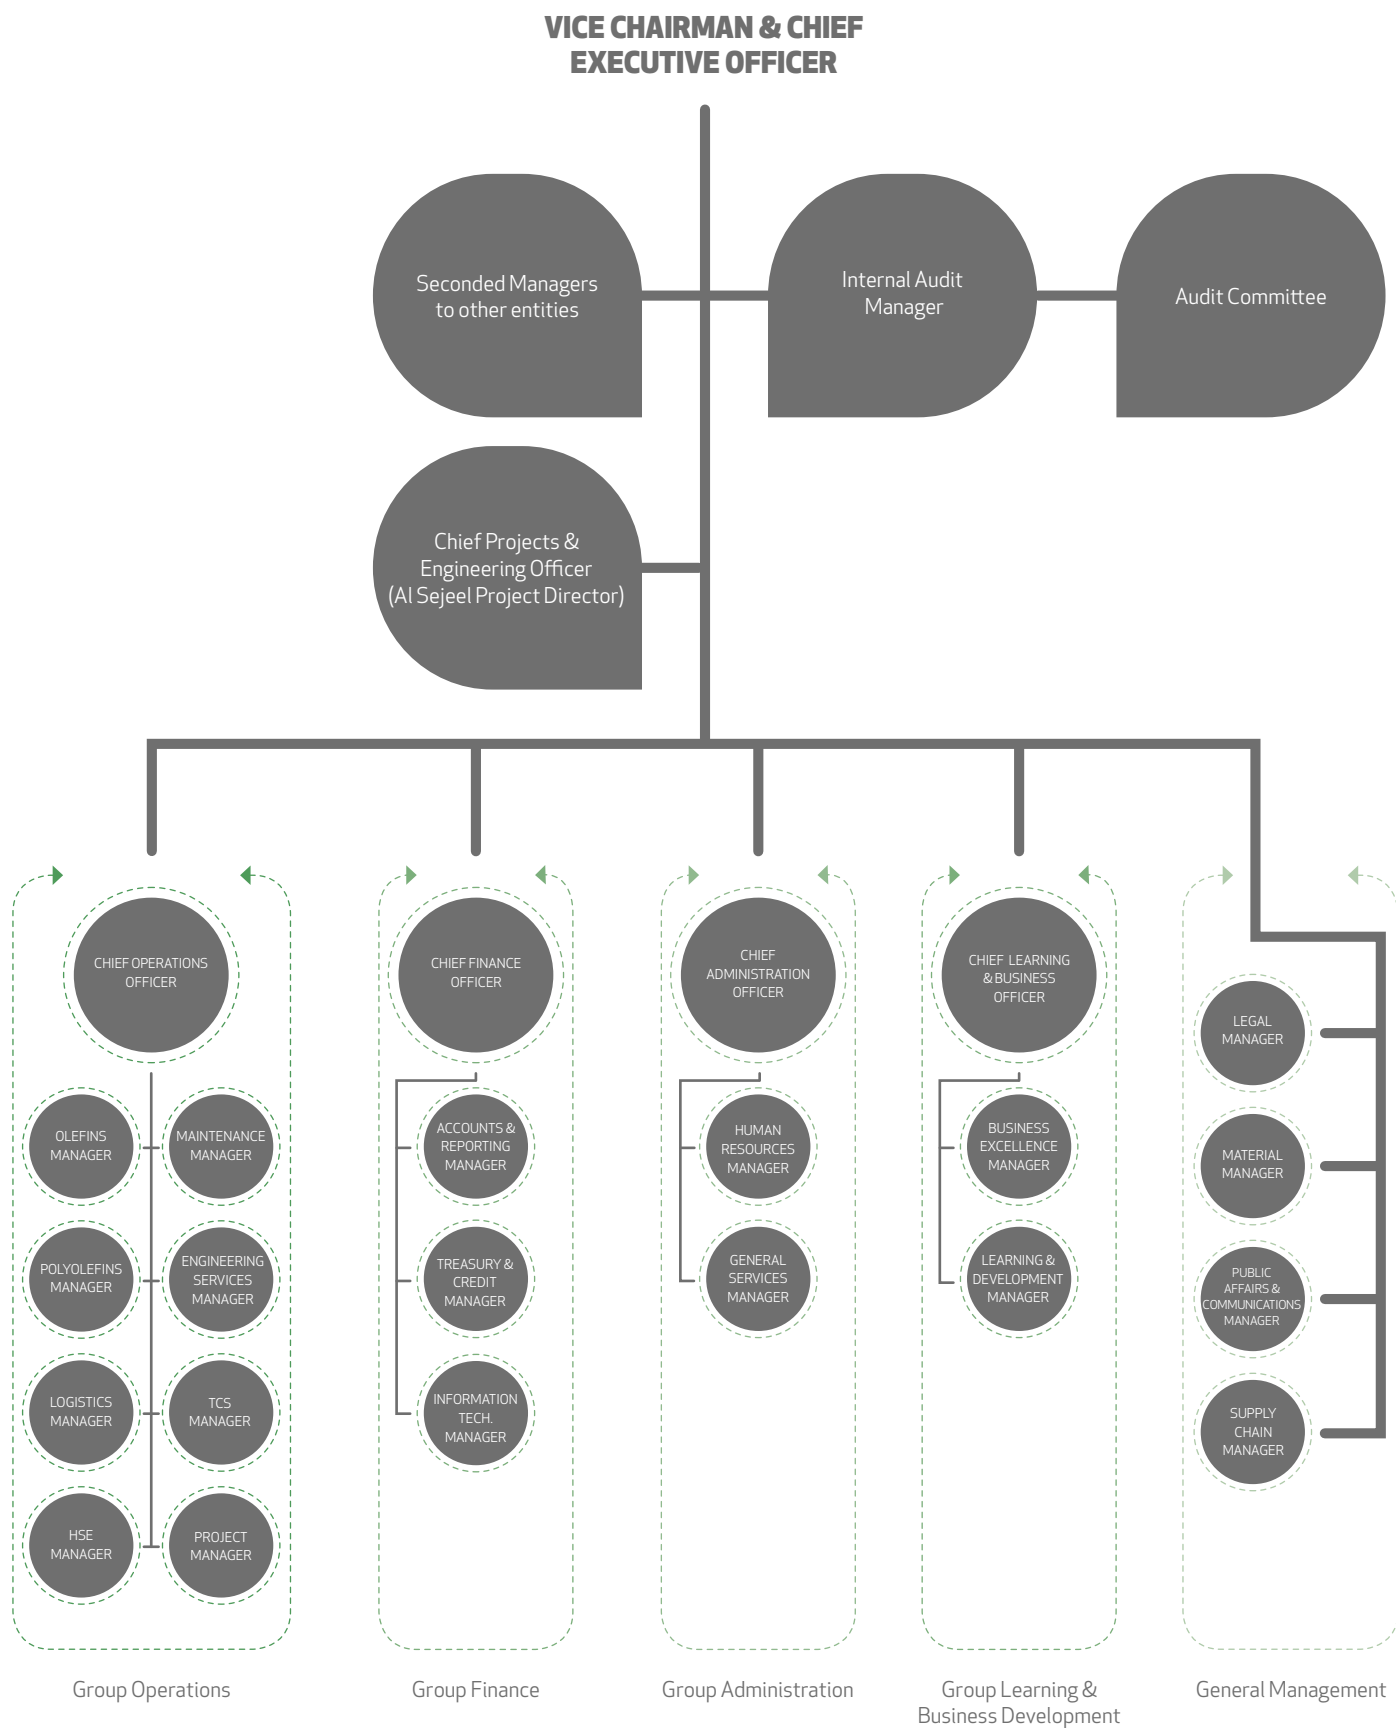 VICE CHAIRMAN & CHIEF
EXECUTIVE OFFICER
Seconded Managers
to other entities
Internal Audit
Manager
Audit Committee
Chief Projects &
Engineering Officer
(Al Sejeel Project Director)
CHIEF OPERATIONS
OFFICER
OLEFINS
MANAGER
MAINTENANCE
MANAGER
POLYOLEFINS
MANAGER
ENGINEERING
SERVICES
MANAGER
LOGISTICS
MANAGER
TCS
MANAGER
HSE
MANAGER
PROJECT
MANAGER
Group Operations
CHIEF FINANCE
OFFICER
ACCOUNTS &
REPORTING
MANAGER
TREASURY &
CREDIT
MANAGER
INFORMATION
TECH.
MANAGER
Group Finance
CHIEF
ADMINISTRATION
OFFICER
HUMAN
RESOURCES
MANAGER
GENERAL
SERVICES
MANAGER
Group Administration
CHIEF LEARNING
& BUSINESS
OFFICER
BUSINESS
EXCELLENCE
MANAGER
LEARNING &
DEVELOPMENT
MANAGER
Group Learning &
Business Development
LEGAL
MANAGER
MATERIAL
MANAGER
PUBLIC
AFFAIRS &
COMMUNICATIONS
MANAGER
SUPPLY
CHAIN
MANAGER
General Management